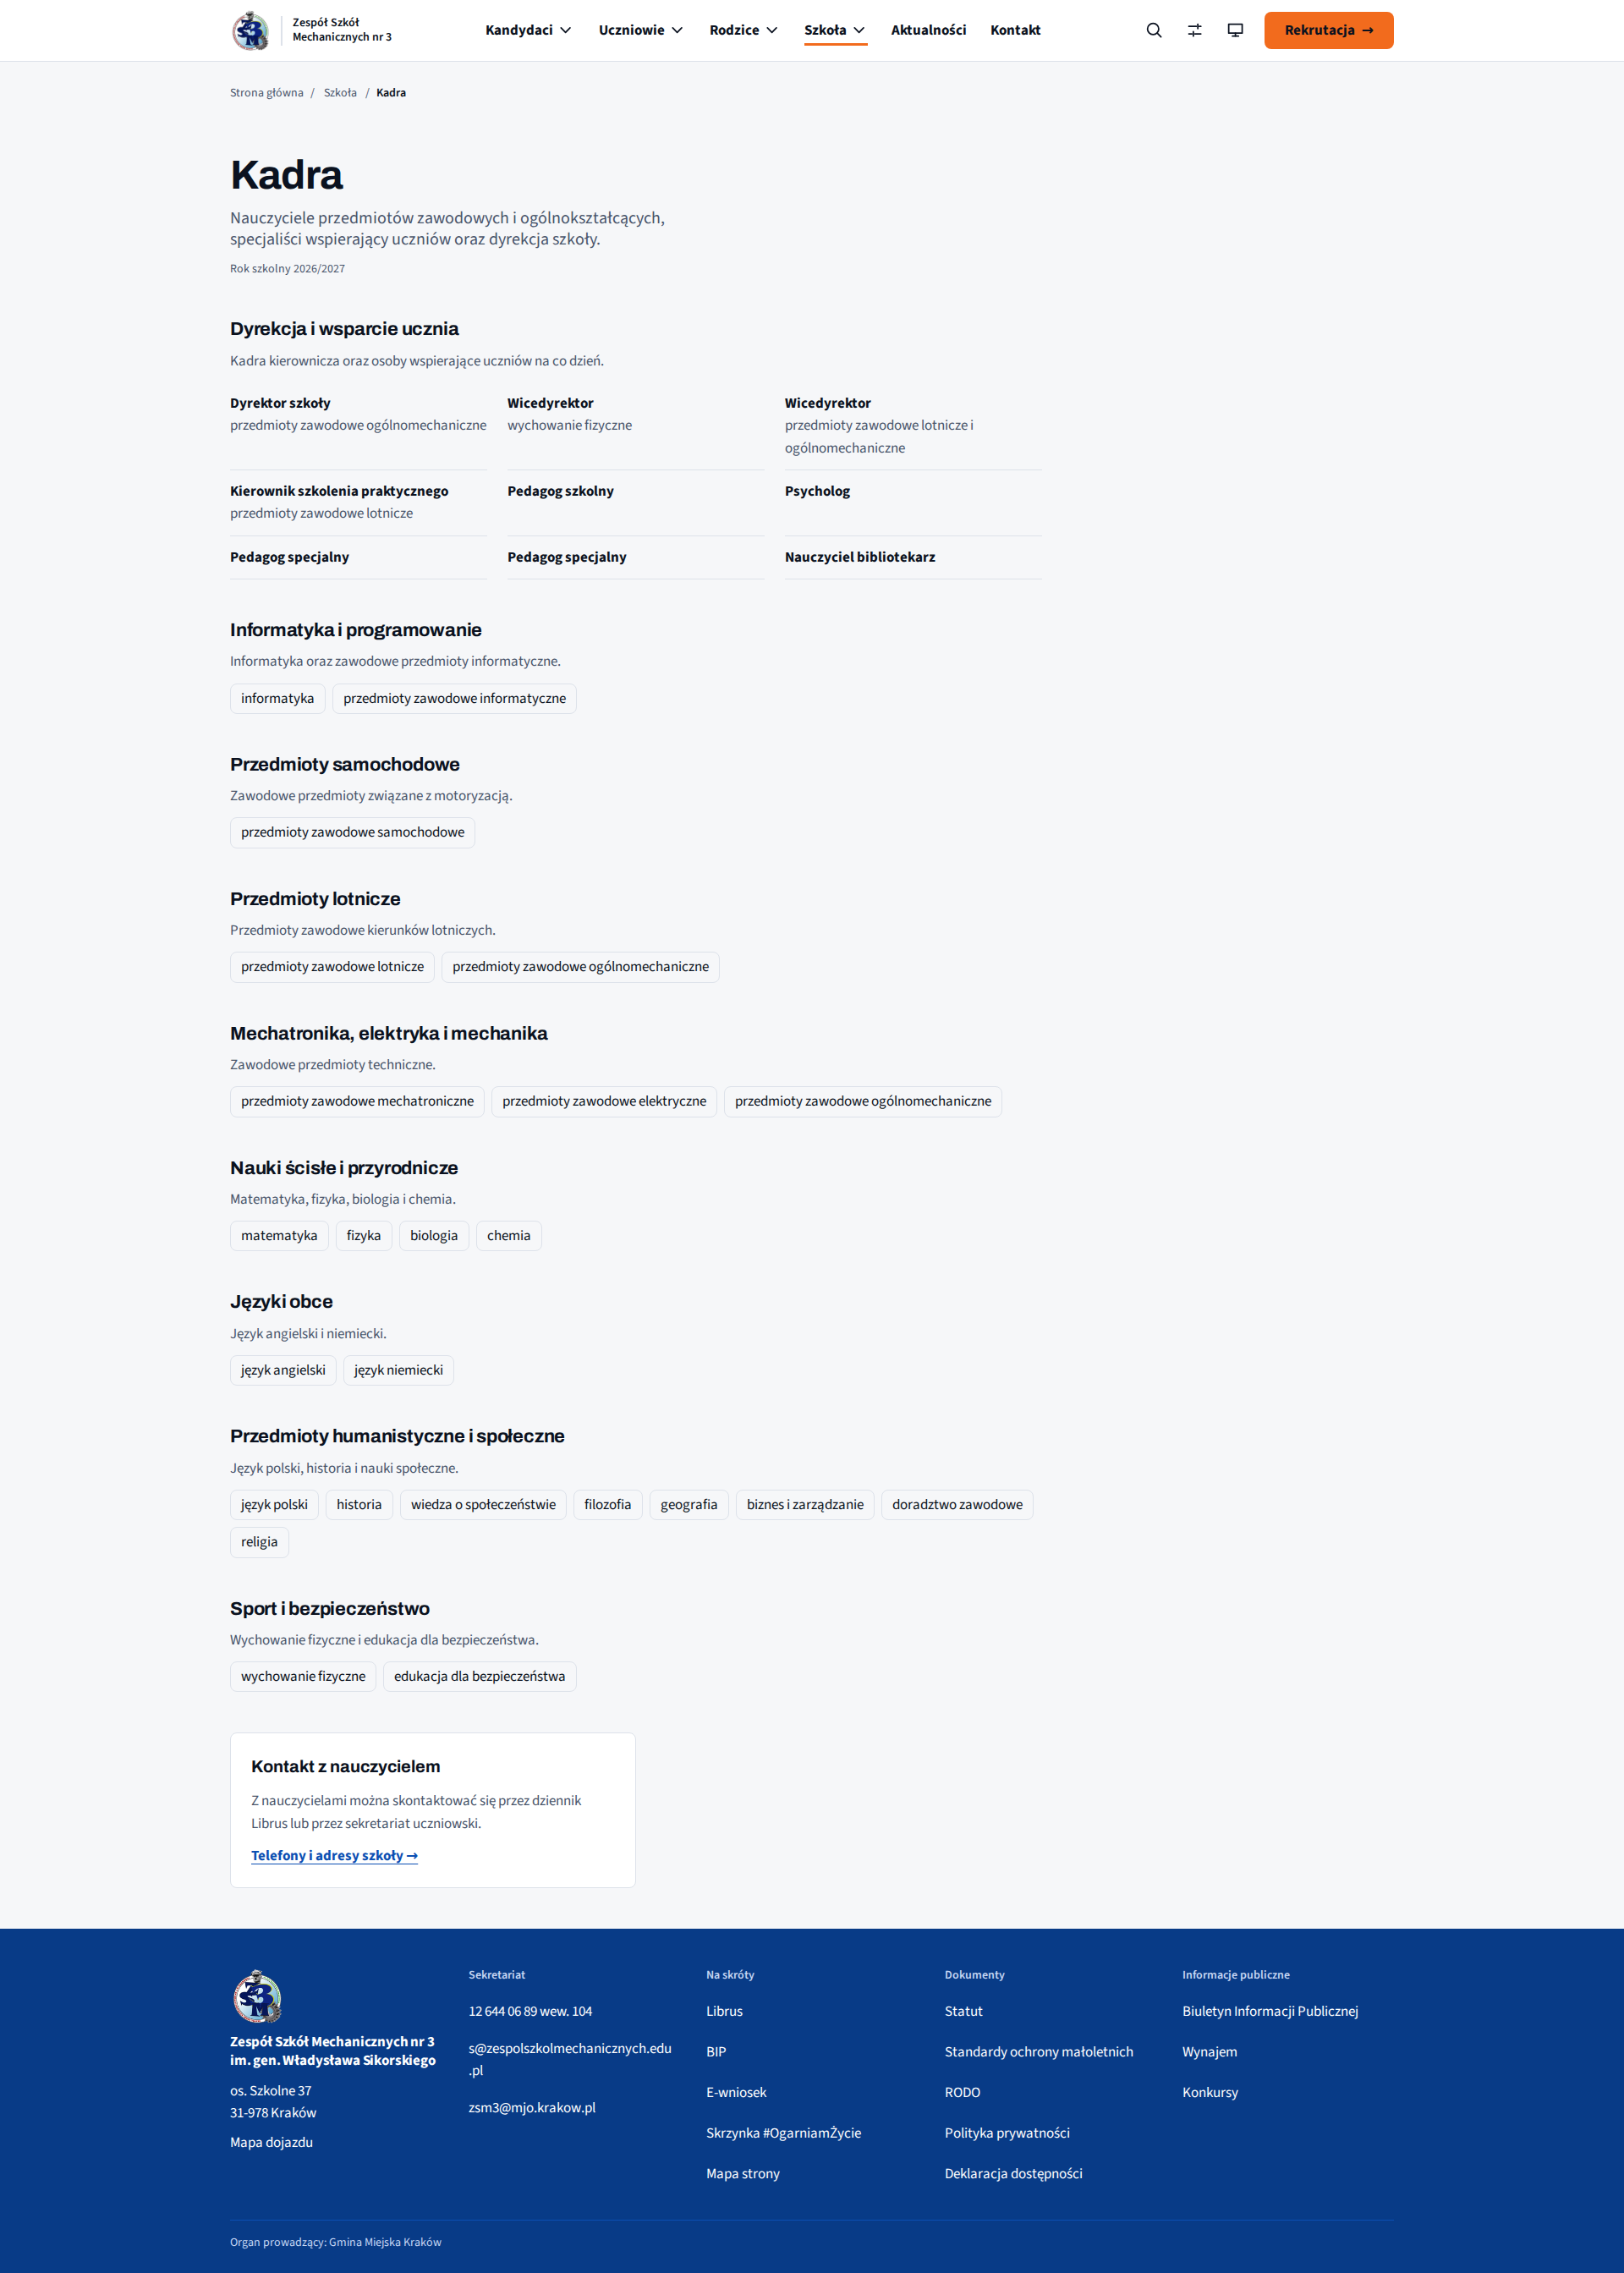 Zespół Szkół
Mechanicznych nr 3
Kandydaci
Uczniowie
Rodzice
Szkoła
Aktualności
Kontakt
Rekrutacja →
Strona główna / Szkoła / Kadra
Kadra
Nauczyciele przedmiotów zawodowych i ogólnokształcących,
specjaliści wspierający uczniów oraz dyrekcja szkoły.
Rok szkolny 2026/2027
Dyrekcja i wsparcie ucznia
Kadra kierownicza oraz osoby wspierające uczniów na co dzień.
Dyrektor szkoły
przedmioty zawodowe ogólnomechaniczne
Wicedyrektor
wychowanie fizyczne
Wicedyrektor
przedmioty zawodowe lotnicze i
ogólnomechaniczne
Kierownik szkolenia praktycznego
przedmioty zawodowe lotnicze
Pedagog szkolny
Psycholog
Pedagog specjalny
Pedagog specjalny
Nauczyciel bibliotekarz
Informatyka i programowanie
Informatyka oraz zawodowe przedmioty informatyczne.
informatyka
przedmioty zawodowe informatyczne
Przedmioty samochodowe
Zawodowe przedmioty związane z motoryzacją.
przedmioty zawodowe samochodowe
Przedmioty lotnicze
Przedmioty zawodowe kierunków lotniczych.
przedmioty zawodowe lotnicze
przedmioty zawodowe ogólnomechaniczne
Mechatronika, elektryka i mechanika
Zawodowe przedmioty techniczne.
przedmioty zawodowe mechatroniczne
przedmioty zawodowe elektryczne
przedmioty zawodowe ogólnomechaniczne
Nauki ścisłe i przyrodnicze
Matematyka, fizyka, biologia i chemia.
matematyka
fizyka
biologia
chemia
Języki obce
Język angielski i niemiecki.
język angielski
język niemiecki
Przedmioty humanistyczne i społeczne
Język polski, historia i nauki społeczne.
język polski
historia
wiedza o społeczeństwie
filozofia
geografia
biznes i zarządzanie
doradztwo zawodowe
religia
Sport i bezpieczeństwo
Wychowanie fizyczne i edukacja dla bezpieczeństwa.
wychowanie fizyczne
edukacja dla bezpieczeństwa
Kontakt z nauczycielem
Z nauczycielami można skontaktować się przez dziennik
Librus lub przez sekretariat uczniowski.
Telefony i adresy szkoły →
Zespół Szkół Mechanicznych nr 3
im. gen. Władysława Sikorskiego
os. Szkolne 37
31-978 Kraków
Mapa dojazdu
Sekretariat
12 644 06 89 wew. 104
s@zespolszkolmechanicznych.edu
.pl
zsm3@mjo.krakow.pl
Na skróty
Librus
BIP
E-wniosek
Skrzynka #OgarniamŻycie
Mapa strony
Dokumenty
Statut
Standardy ochrony małoletnich
RODO
Polityka prywatności
Deklaracja dostępności
Informacje publiczne
Biuletyn Informacji Publicznej
Wynajem
Konkursy
Organ prowadzący: Gmina Miejska Kraków